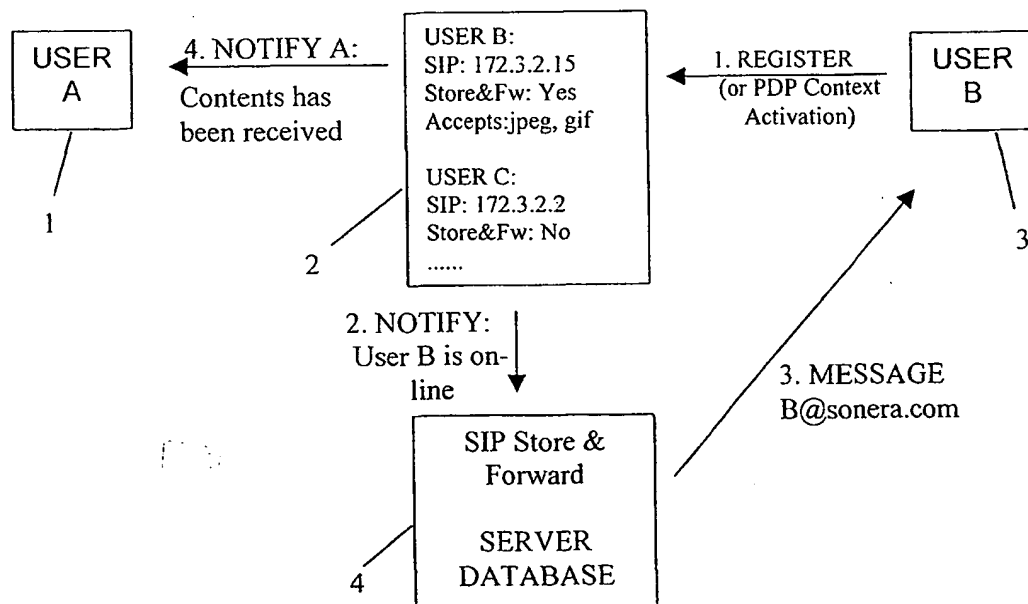 USER
A
1
4. NOTIFY A:
Contents has
been received
USER B:
SIP: 172.3.2.15
Store&Fw: Yes
Accepts:jpeg, gif
USER C:
SIP: 172.3.2.2
Store&Fw: No
......
2
1. REGISTER
(or PDP Context
Activation)
USER
B
3
2. NOTIFY:
User B is on-
line
3. MESSAGE
B@sonera.com
SIP Store &
Forward
SERVER
DATABASE
4